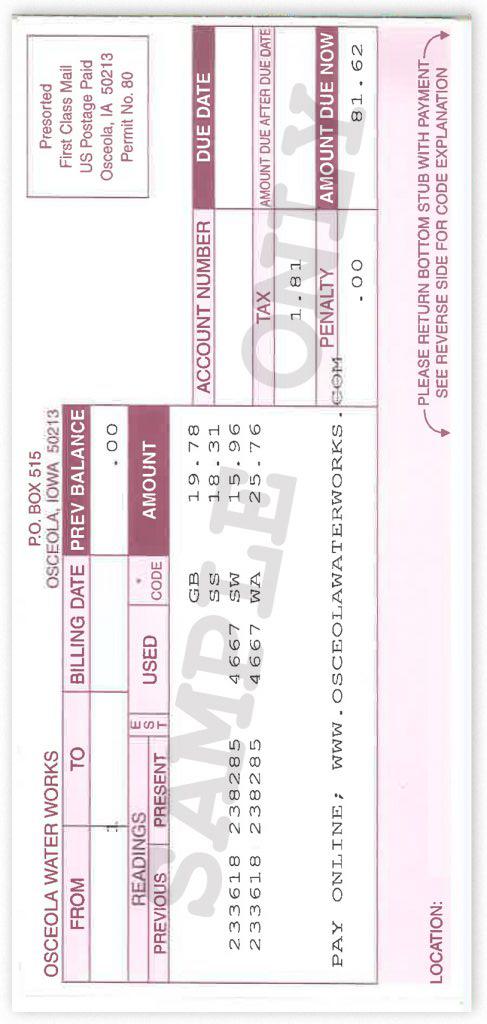 OSCEOLA WATER WORKS
P.O. BOX 515
OSCEOLA, IOWA 50213
Presorted
First Class Mail
US Postage Paid
Osceola, IA 50213
Permit No. 80
FROM TO BILLING DATE PREV BALANCE
.00
READINGS EST USED * CODE AMOUNT
PREVIOUS PRESENT
GB 19.78
SS 18.31
233618 238285 4667 SW 15.96
233618 238285 4667 WA 25.76
PAY ONLINE; WWW.OSCEOLAWATERWORKS.COM
ACCOUNT NUMBER DUE DATE
TAX AMOUNT DUE AFTER DUE DATE
1.81
PENALTY AMOUNT DUE NOW
.00 81.62
SAMPLE ONLY
LOCATION:
PLEASE RETURN BOTTOM STUB WITH PAYMENT
SEE REVERSE SIDE FOR CODE EXPLANATION